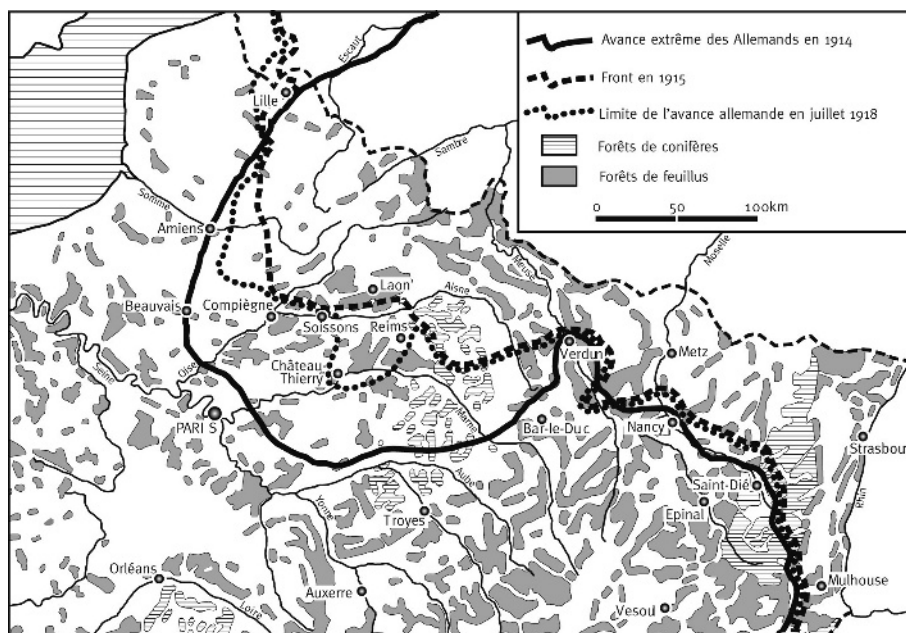 Avance extrême des Allemands en 1914
Front en 1915
Limite de l'avance allemande en juillet 1918
Forêts de conifères
Forêts de feuillus
0 50 100km
Escaut
Lille
Sambre
Somme
Amiens
Meuse
Moselle
Laon'
Aisne
Beauvais
Compiègne
Soissons
Reims
Verdun
Metz
Oise
Château-
Thierry
Seine
PARI S
Marne
Bar-le-Duc
Nancy
Strasbour
Saint-Dié
Rhin
Aube
Epinal
Yonne
Troyes
Orléans
Loire
Auxerre
Vesoul
Mulhouse